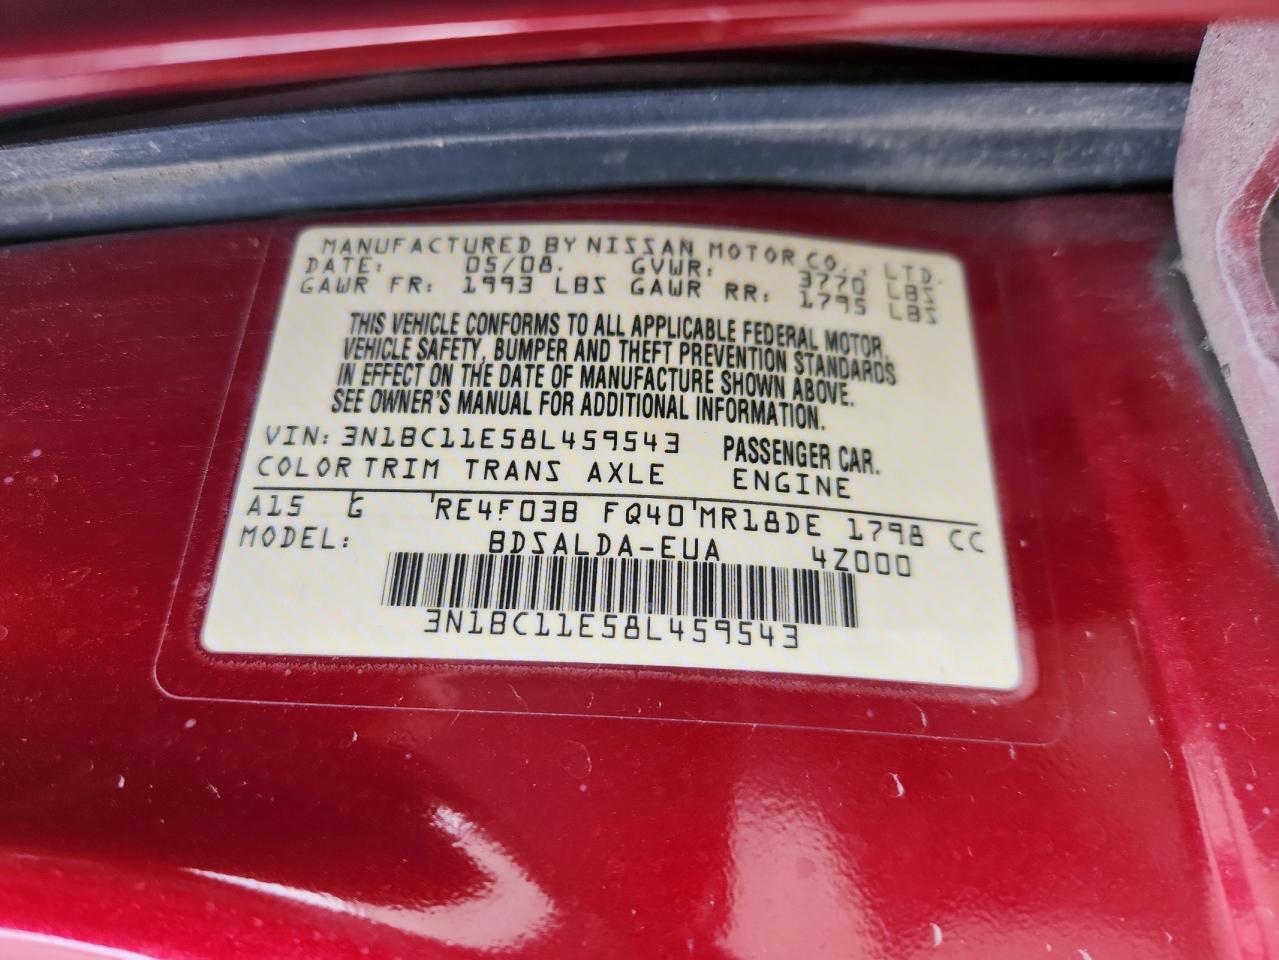 MANUFACTURED BY NISSAN MOTOR CO., LTD.
DATE: 05/08. GVWR: 3770 LBS
GAWR FR: 1993 LBS GAWR RR: 1795 LBS
THIS VEHICLE CONFORMS TO ALL APPLICABLE FEDERAL MOTOR
VEHICLE SAFETY, BUMPER AND THEFT PREVENTION STANDARDS
IN EFFECT ON THE DATE OF MANUFACTURE SHOWN ABOVE.
SEE OWNER'S MANUAL FOR ADDITIONAL INFORMATION.
VIN: 3N1BC11E58L459543 PASSENGER CAR.
COLOR TRIM TRANS AXLE ENGINE
A15 G RE4F03B FQ40 MR18DE 1798 CC
MODEL: BDSALDA-EUA 4Z000
3N1BC11E58L459543